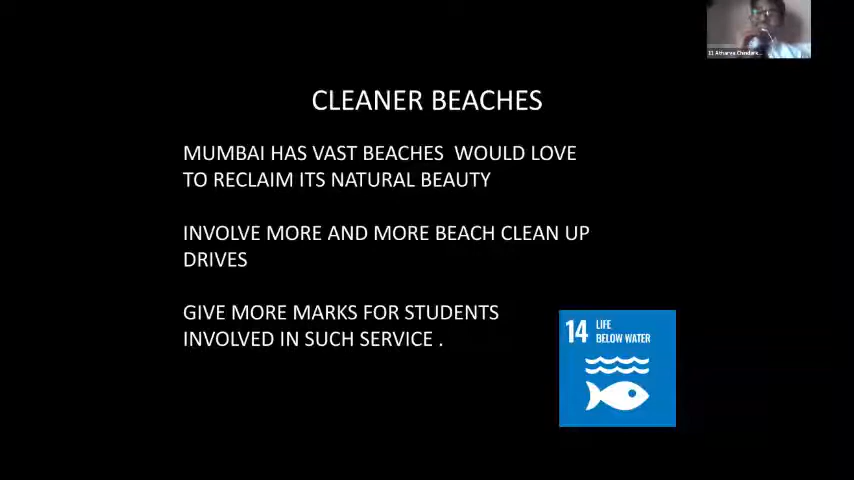 CLEANER BEACHES
MUMBAI HAS VAST BEACHES WOULD LOVE
TO RECLAIM ITS NATURAL BEAUTY
INVOLVE MORE AND MORE BEACH CLEAN UP
DRIVES
GIVE MORE MARKS FOR STUDENTS
INVOLVED IN SUCH SERVICE .
14 LIFE
BELOW WATER